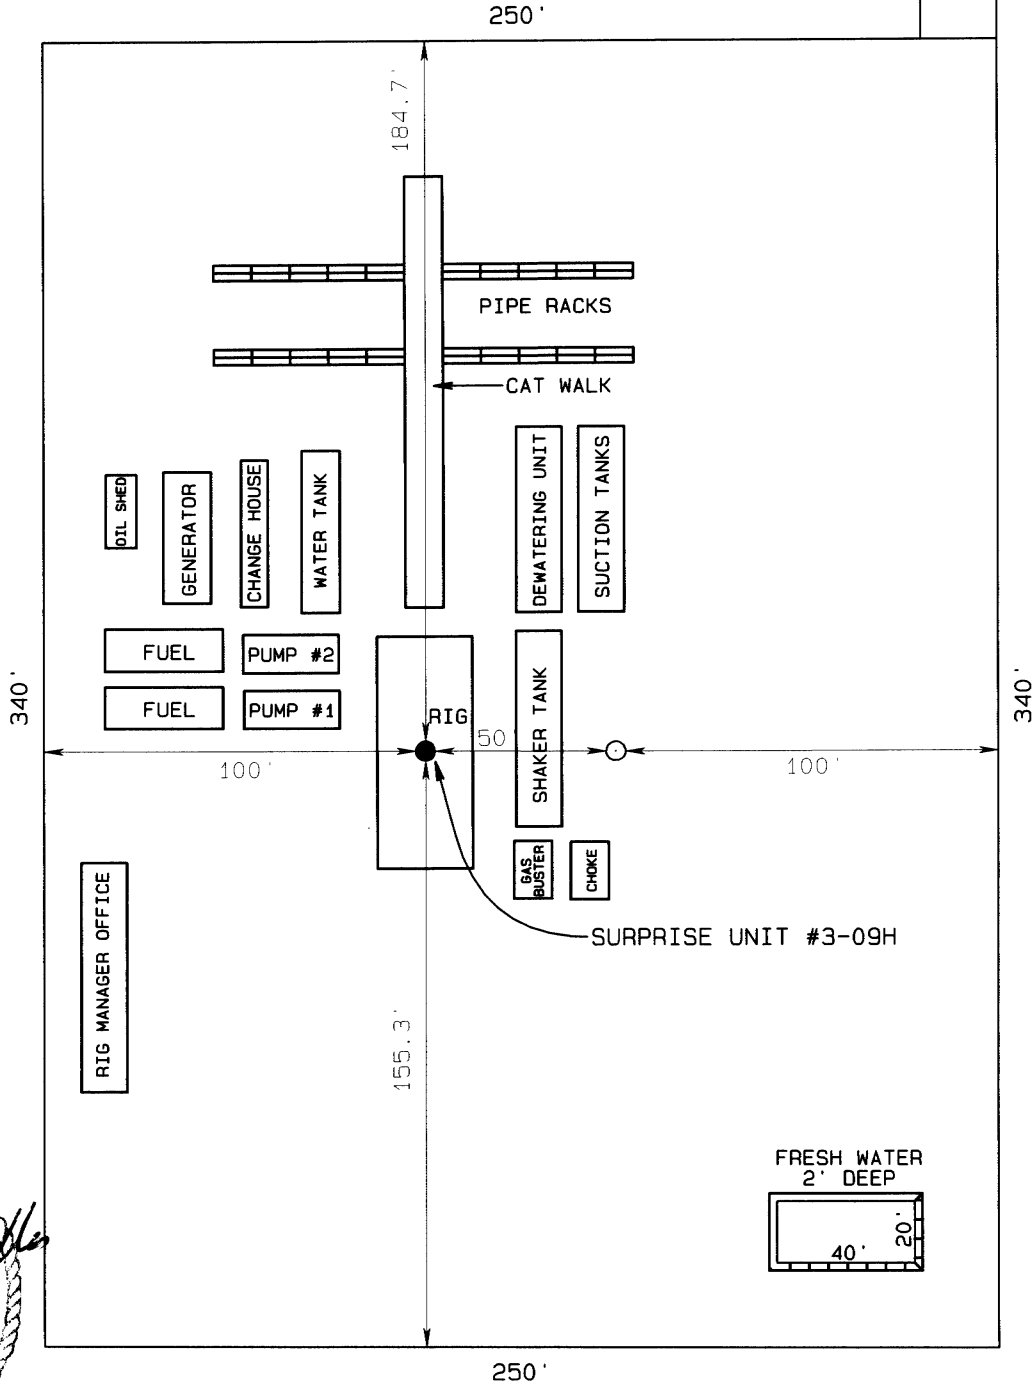 250'
184.7'
PIPE RACKS
CAT WALK
OIL SHED
GENERATOR
CHANGE HOUSE
WATER TANK
DEWATERING UNIT
SUCTION TANKS
FUEL
PUMP #2
FUEL
PUMP #1
RIG
SHAKER TANK
340'
340'
100'
50
100'
GAS
BUSTER
CHOKE
RIG MANAGER OFFICE
SURPRISE UNIT #3-09H
155.3'
FRESH WATER
2' DEEP
20'
40'
250'